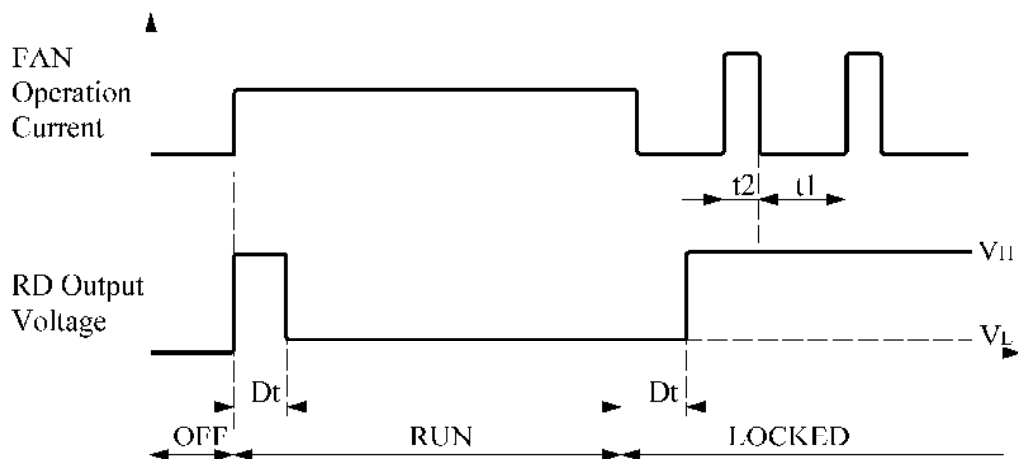 FAN
Operation
Current
t2
t1
RD Output
Voltage
VH
VL
Dt
Dt
OFF
RUN
LOCKED